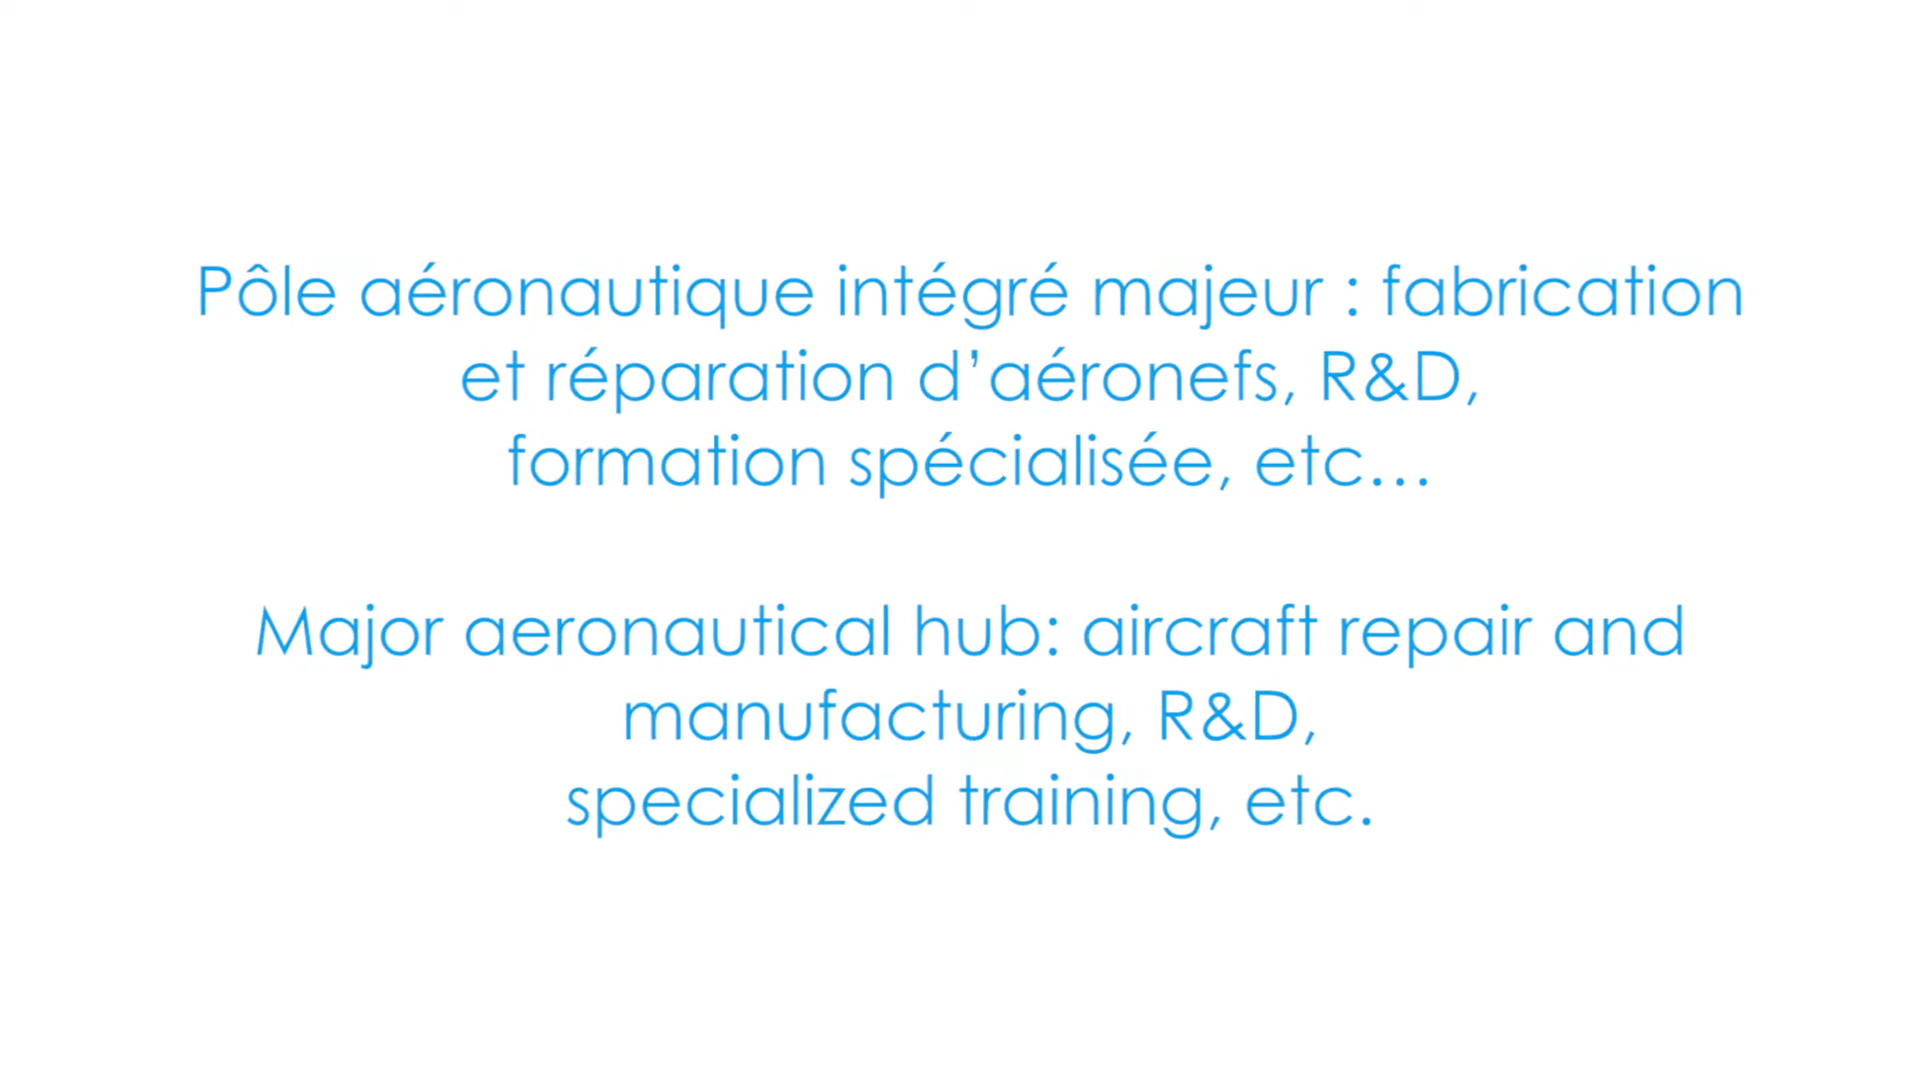 Pôle aéronautique intégré majeur : fabrication
et réparation d’aéronefs, R&D,
formation spécialisée, etc…
Major aeronautical hub: aircraft repair and
manufacturing, R&D,
specialized training, etc.